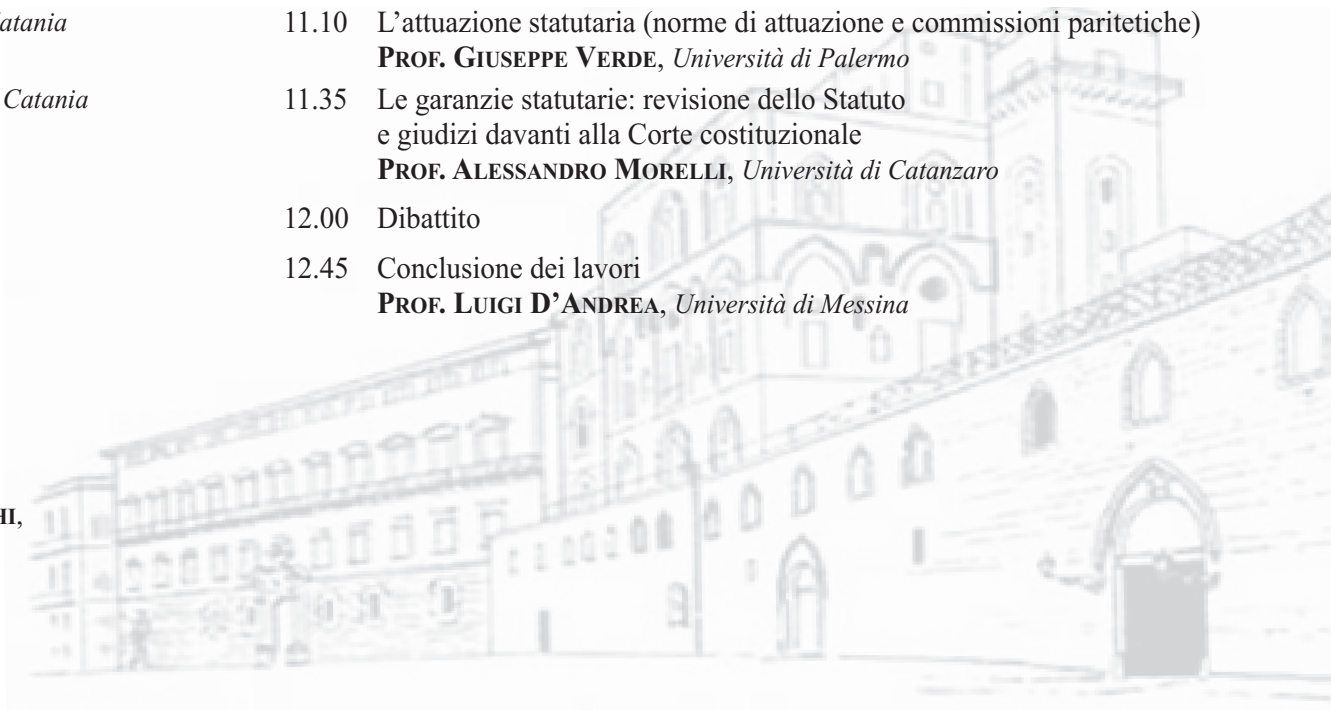 Catania
11.10 L’attuazione statutaria (norme di attuazione e commissioni paritetiche)
PROF. GIUSEPPE VERDE, Università di Palermo
Catania
11.35 Le garanzie statutarie: revisione dello Statuto
e giudizi davanti alla Corte costituzionale
PROF. ALESSANDRO MORELLI, Università di Catanzaro
12.00 Dibattito
12.45 Conclusione dei lavori
PROF. LUIGI D’ANDREA, Università di Messina
HI,